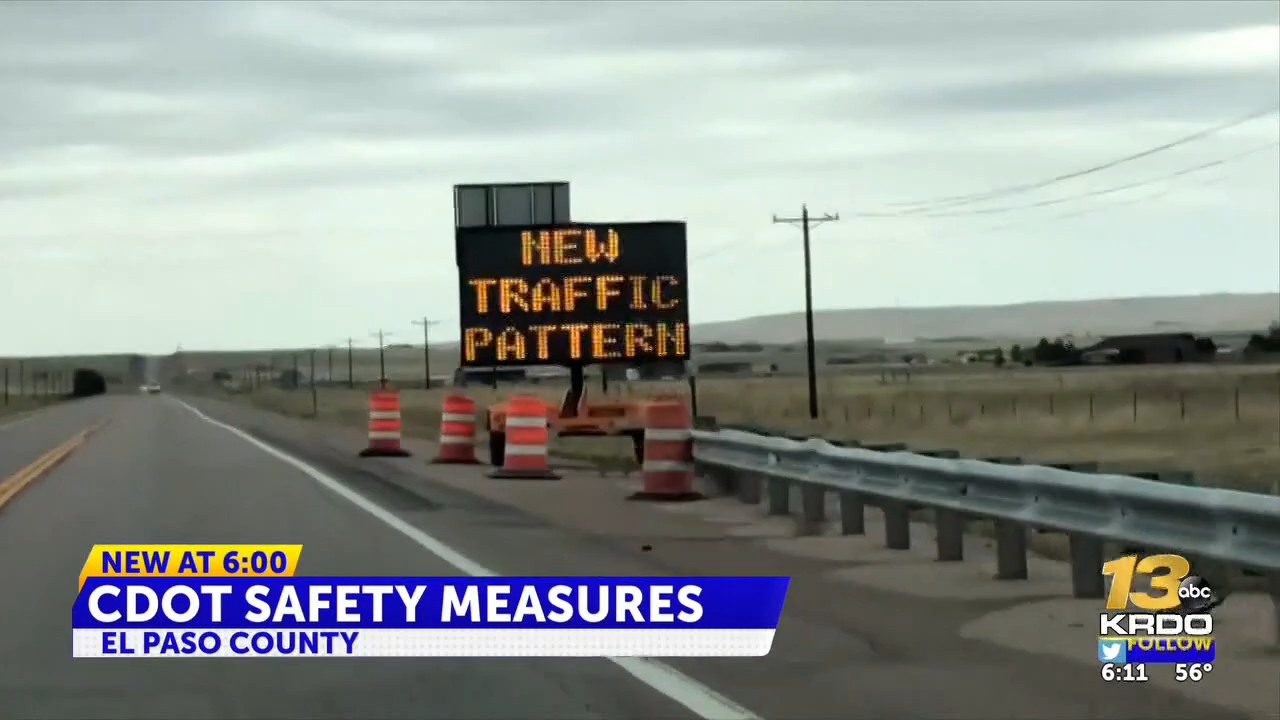 NEW
TRAFFIC
PATTERN
NEW AT 6:00
CDOT SAFETY MEASURES
EL PASO COUNTY
13 abc
KRDO
FOLLOW
6:11 56°